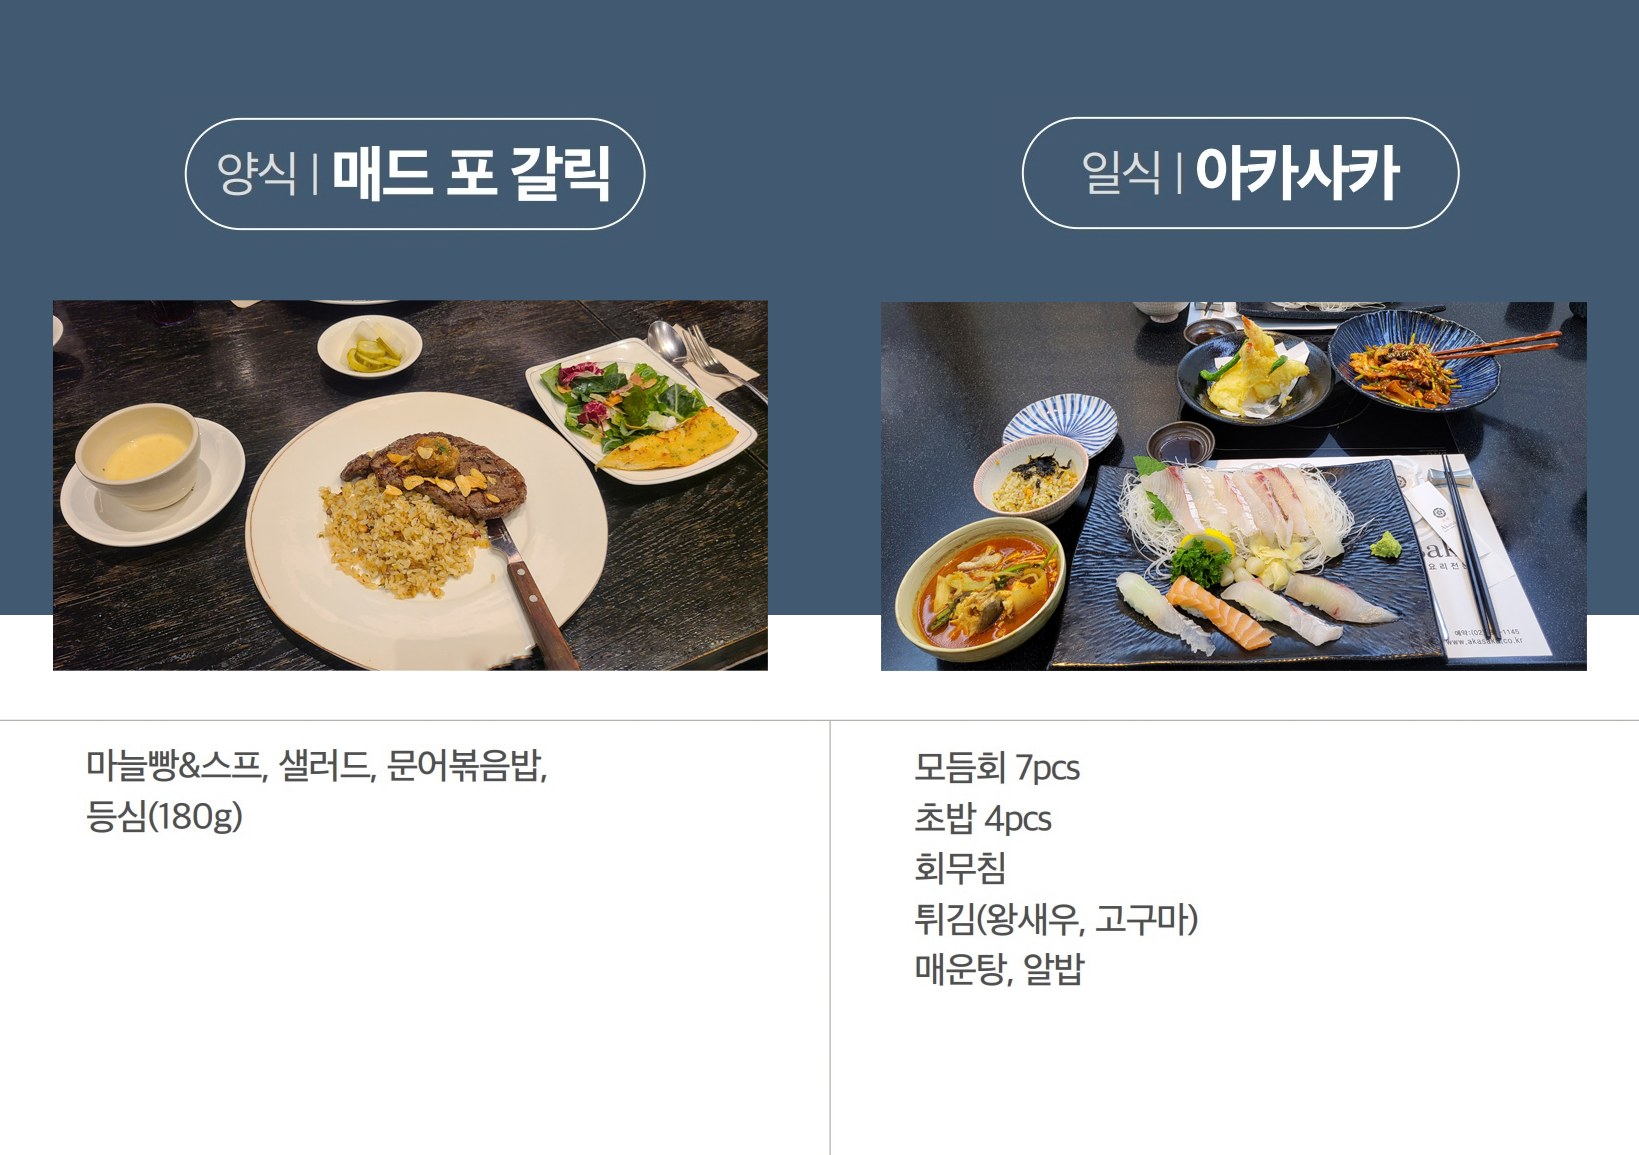 양식 | 매드 포 갈릭
일식 | 아카사카
마늘빵&스프, 샐러드, 문어볶음밥,
등심(180g)
모듬회 7pcs
초밥 4pcs
회무침
튀김(왕새우, 고구마)
매운탕, 알밥